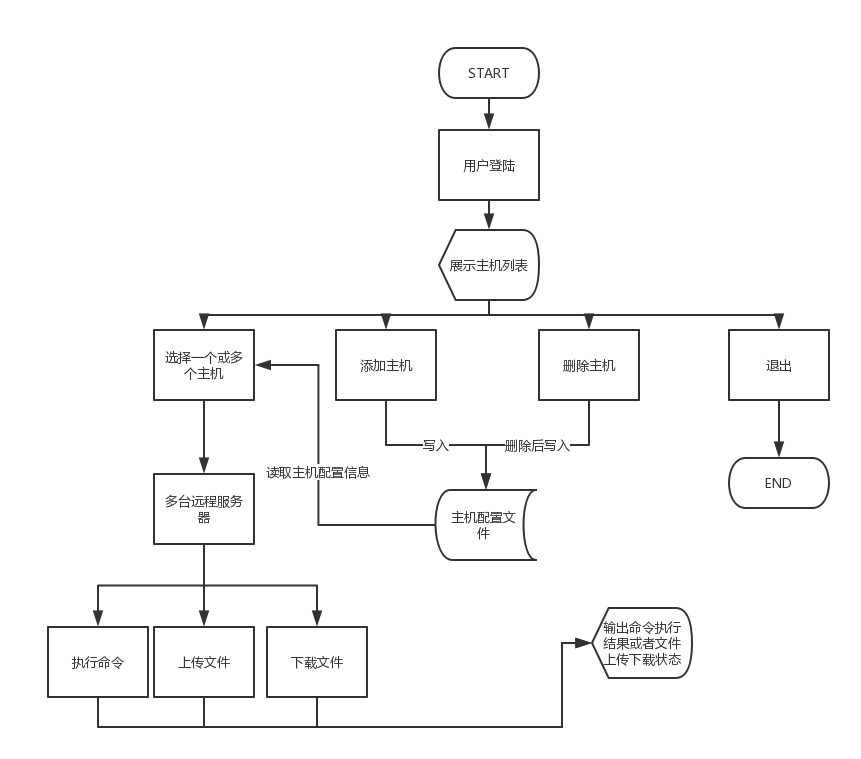 START
用户登陆
展示主机列表
选择一个或多
个主机
添加主机
删除主机
退出
写入
删除后写入
读取主机配置信息
END
多台远程服务
器
主机配置文
件
执行命令
上传文件
下载文件
输出命令执行
结果或者文件
上传下载状态